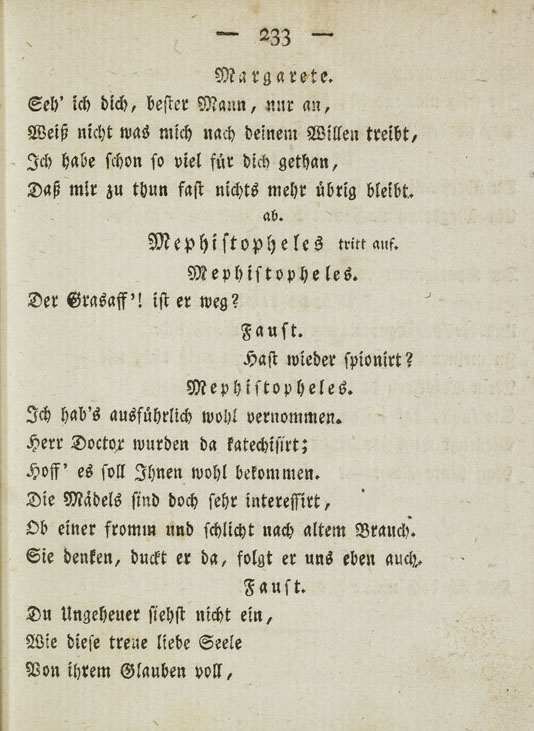 — 233 —
Margarete.
Seh' ich dich, bester Mann, nur an,
Weiß nicht was mich nach deinem Willen treibt,
Ich habe schon so viel für dich gethan,
Daß mir zu thun fast nichts mehr übrig bleibt.
ab.
Mephistopheles tritt auf.
Mephistopheles.
Der Grasaff'! ist er weg?
Faust.
Hast wieder spionirt?
Mephistopheles.
Ich hab's ausführlich wohl vernommen.
Herr Doctor wurden da katechisirt;
Hoff' es soll Ihnen wohl bekommen.
Die Mädels sind doch sehr interessirt,
Ob einer fromm und schlicht nach altem Brauch.
Sie denken, duckt er da, folgt er uns eben auch.
Faust.
Du Ungeheuer siehst nicht ein,
Wie diese treue liebe Seele
Von ihrem Glauben voll,